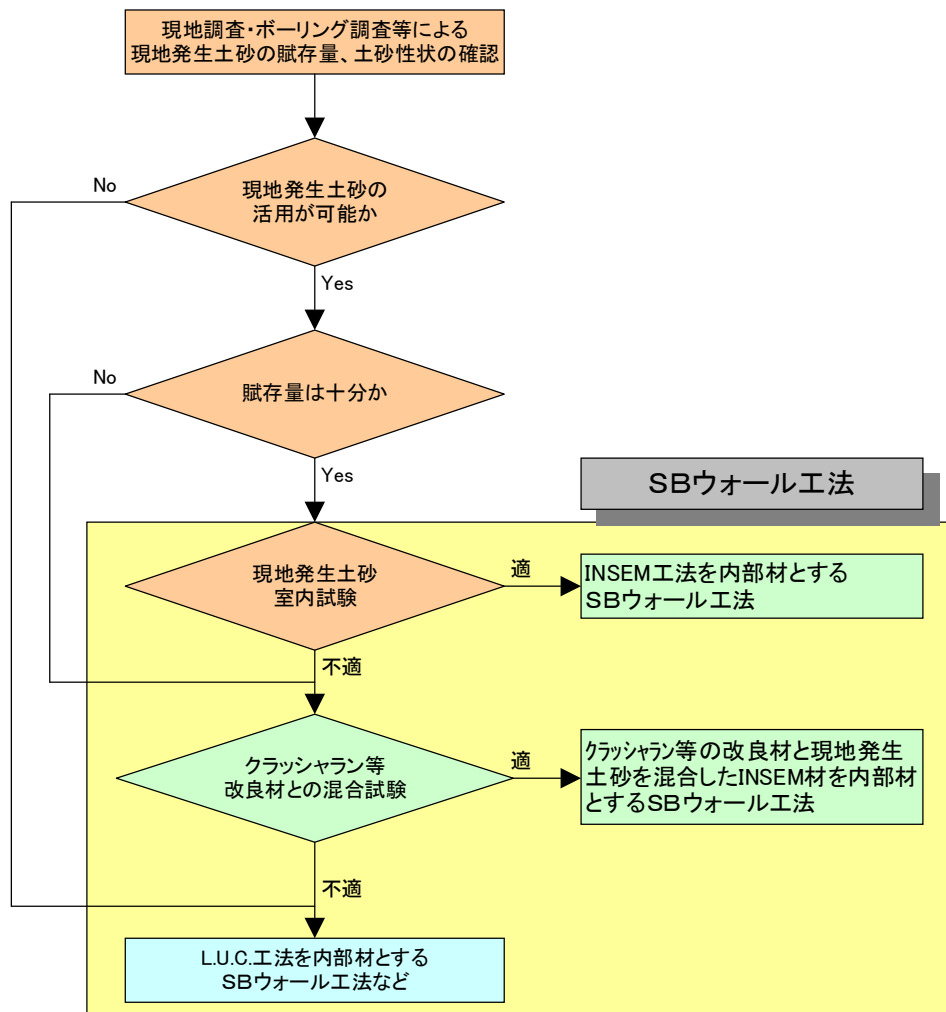 現地調査・ボーリング調査等による
現地発生土砂の賦存量、土砂性状の確認
No
現地発生土砂の
活用が可能か
Yes
No
賦存量は十分か
Yes
SBウォール工法
現地発生土砂
室内試験
適
INSEM工法を内部材とする
SBウォール工法
不適
クラッシャラン等
改良材との混合試験
適
クラッシャラン等の改良材と現地発生
土砂を混合したINSEM材を内部材
とするSBウォール工法
不適
L.U.C.工法を内部材とする
SBウォール工法など